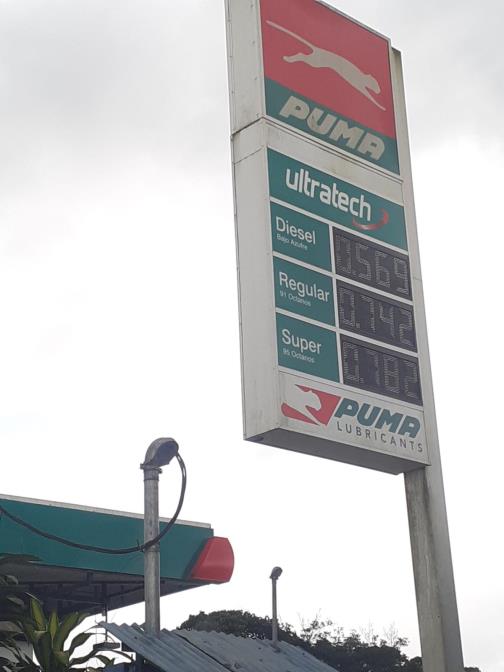 PUMA
ultratech
Diesel
Bajo Azufre
0.569
Regular
91 Octanos
0.742
Super
95 Octanos
0.782
PUMA
LUBRICANTS